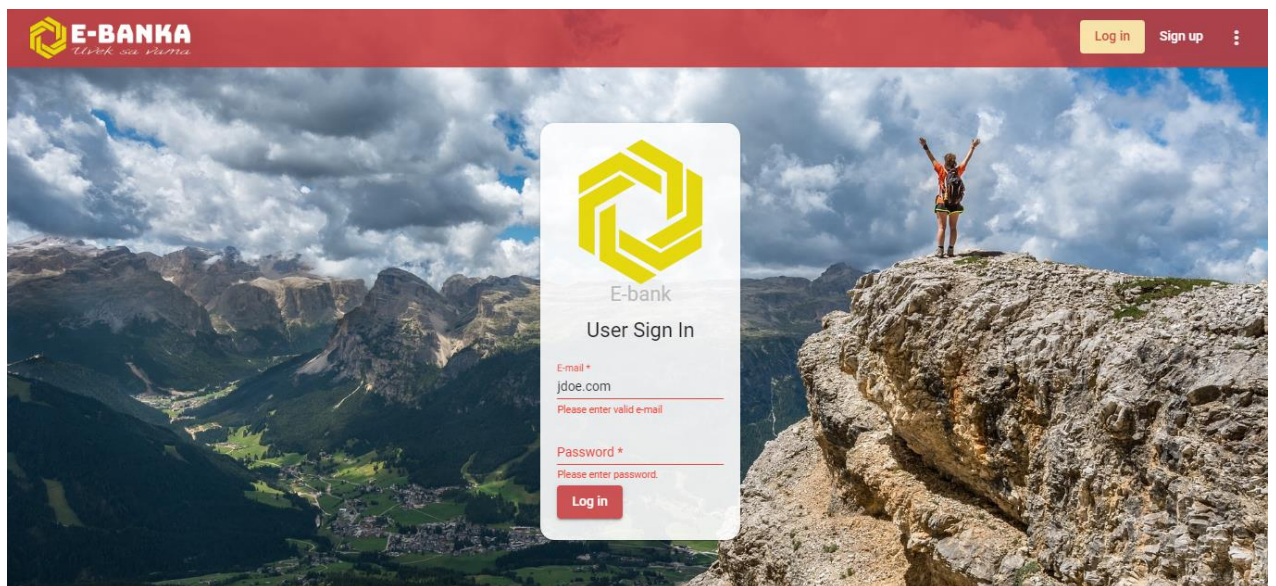 E-BANKA
Uvek sa vama
Log in
Sign up
E-bank
User Sign In
E-mail *
jdoe.com
Please enter valid e-mail
Password *
Please enter password.
Log in